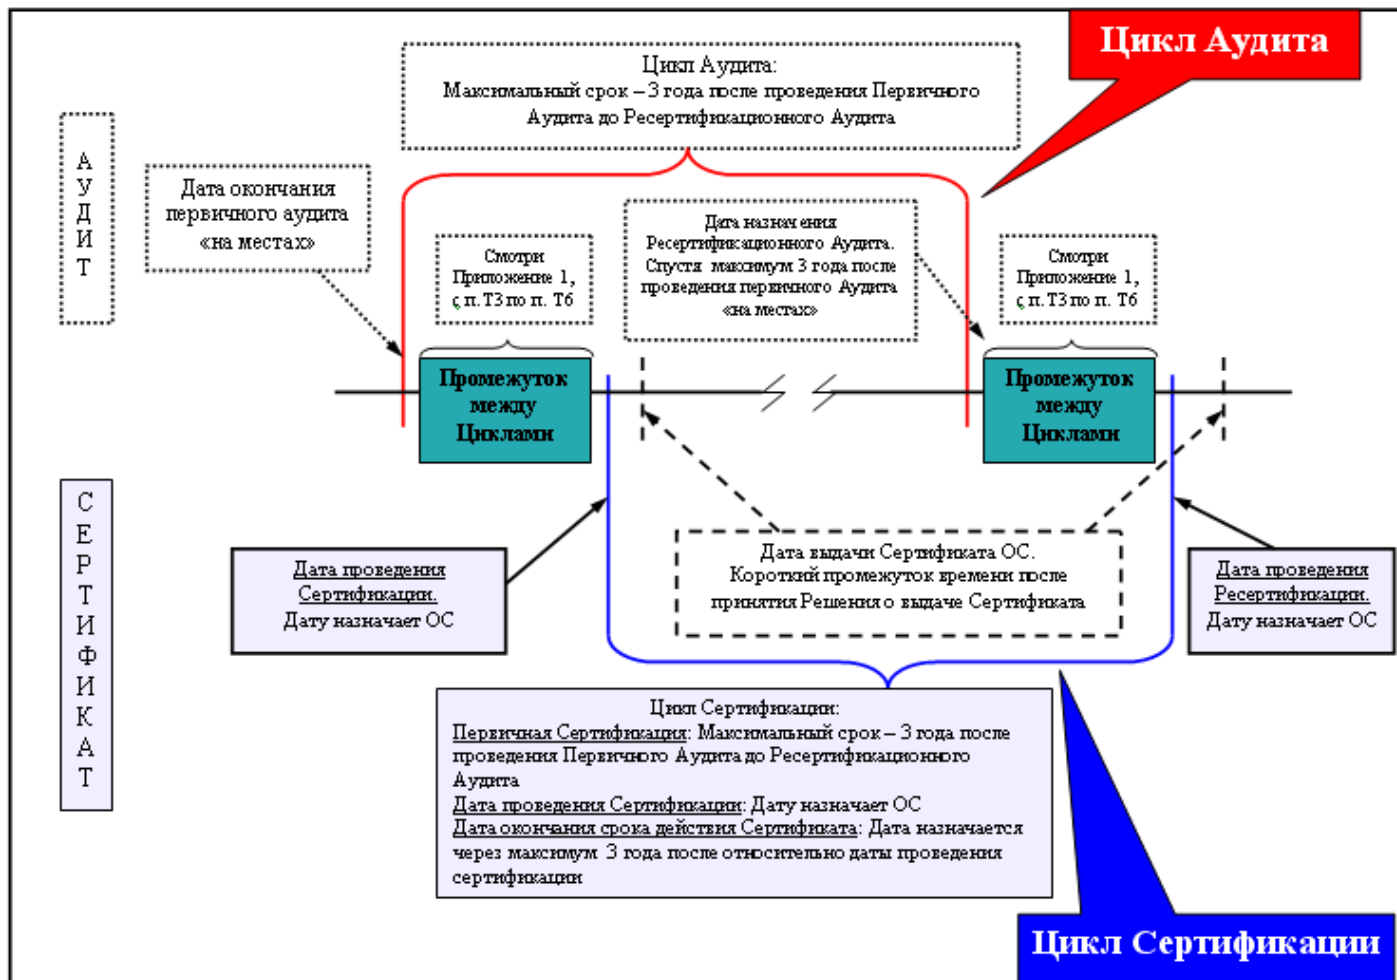 Цикл Аудита
Цикл Аудита:
Максимальный срок – 3 года после проведения Первичного
Аудита до Ресертификационного Аудита
А
У
Д
И
Т
Дата окончания
первичного аудита
«на местах»
Смотри
Приложение 1,
с п. Т3 по п. Т6
Дата назначения
Ресертификационного Аудита.
Спустя максимум 3 года после
проведения первичного Аудита
«на местах»
Смотри
Приложение 1,
с п. Т3 по п. Т6
Промежуток
между
Циклами
Промежуток
между
Циклами
С
Е
Р
Т
И
Ф
И
К
А
Т
Дата проведения
Сертификации.
Дату назначает ОС
Дата выдачи Сертификата ОС.
Короткий промежуток времени после
принятия Решения о выдаче Сертификата
Дата проведения
Ресертификации.
Дату назначает ОС
Цикл Сертификации:
Первичная Сертификация: Максимальный срок – 3 года после
проведения Первичного Аудита до Ресертификационного
Аудита
Дата проведения Сертификации: Дату назначает ОС
Дата окончания срока действия Сертификата: Дата назначается
через максимум 3 года после относительно даты проведения
сертификации
Цикл Сертификации